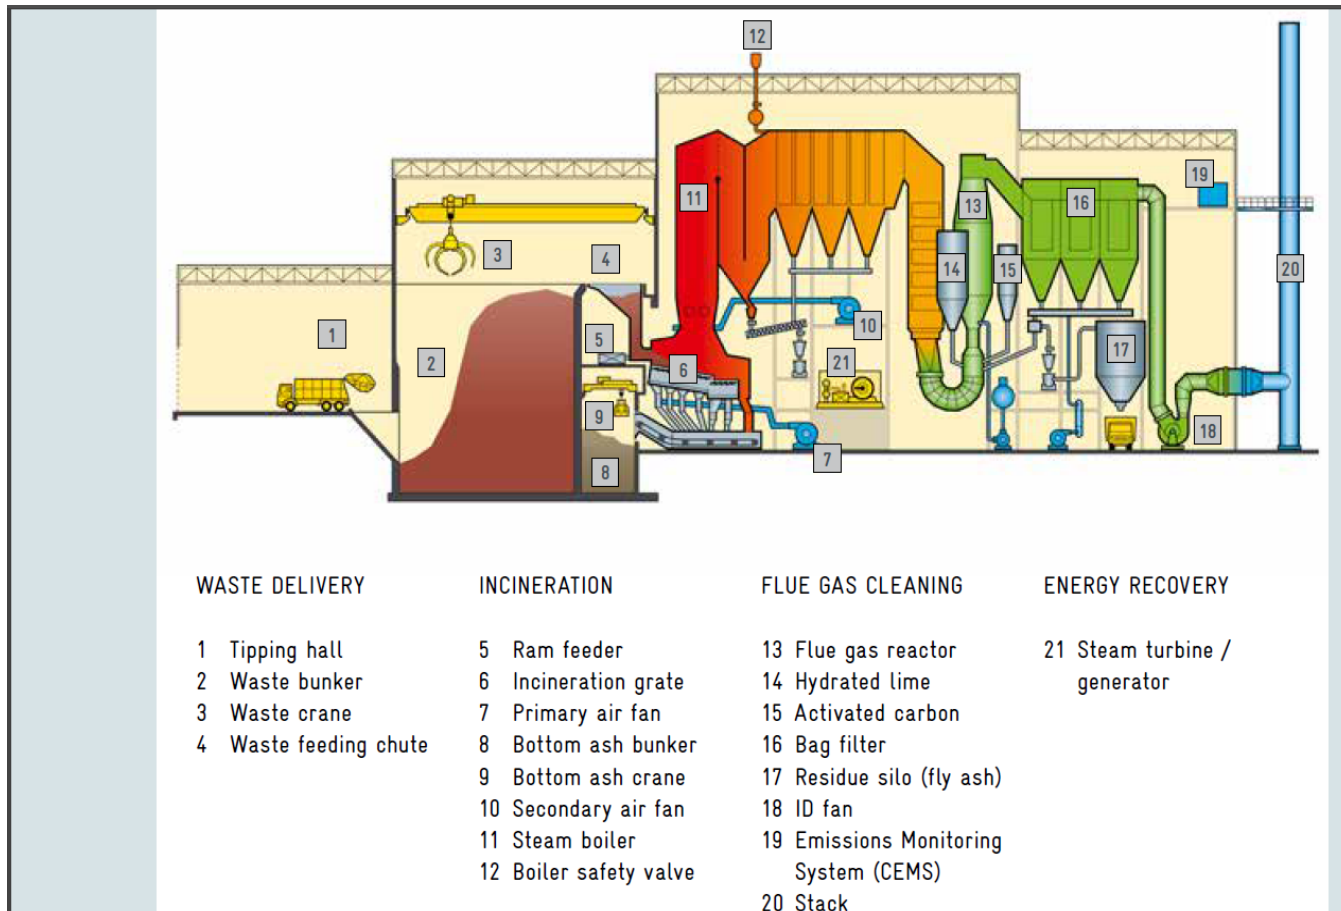 12
11
13
19
16
3
4
14
15
20
10
1
5
17
2
6
21
9
7
18
8
WASTE DELIVERY
1 Tipping hall
2 Waste bunker
3 Waste crane
4 Waste feeding chute
INCINERATION
5 Ram feeder
6 Incineration grate
7 Primary air fan
8 Bottom ash bunker
9 Bottom ash crane
10 Secondary air fan
11 Steam boiler
12 Boiler safety valve
FLUE GAS CLEANING
13 Flue gas reactor
14 Hydrated lime
15 Activated carbon
16 Bag filter
17 Residue silo (fly ash)
18 ID fan
19 Emissions Monitoring
System (CEMS)
20 Stack
ENERGY RECOVERY
21 Steam turbine /
generator